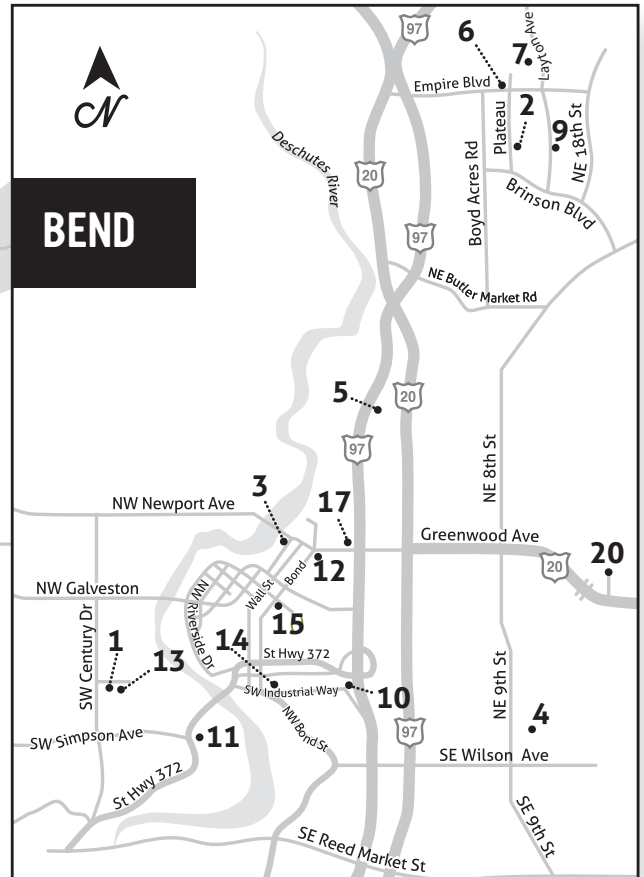 97
6
7
Layton Ave
Empire Blvd
N
2
Plateau
9
NE 18th St
Deschutes River
20
Boyd Acres Rd
Brinson Blvd
BEND
97
NE Butler Market Rd
5
20
97
NE 8th St
3
17
NW Newport Ave
Greenwood Ave
20
20
12
Bond
NW Galveston
Wall St
NW Riverside Dr
15
SW Century Dr
1
13
14
St Hwy 372
SW Industrial Way
10
NE 9th St
4
SW Simpson Ave
11
NW Bond St
97
SE Wilson Ave
St Hwy 372
SE 9th St
SE Reed Market St